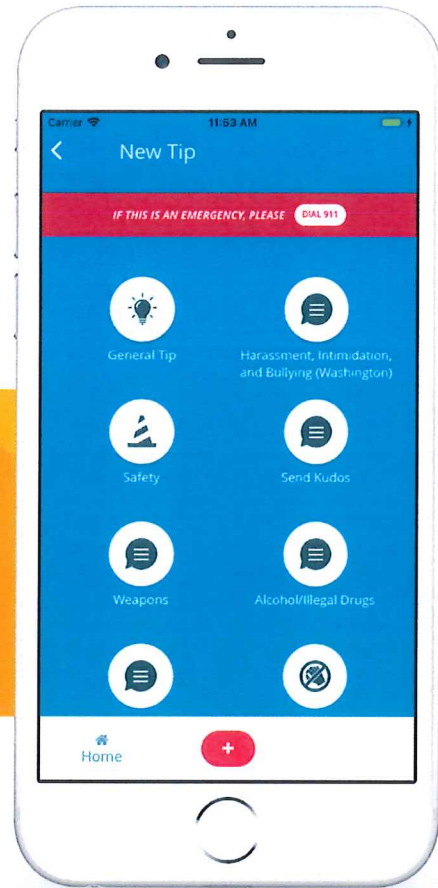 Carrier
11:53 AM
New Tip
IF THIS IS AN EMERGENCY, PLEASE DIAL 911
General Tip
Harassment, Intimidation,
and Bullying (Washington)
Safety
Send Kudos
Weapons
Alcohol/Illegal Drugs
Home